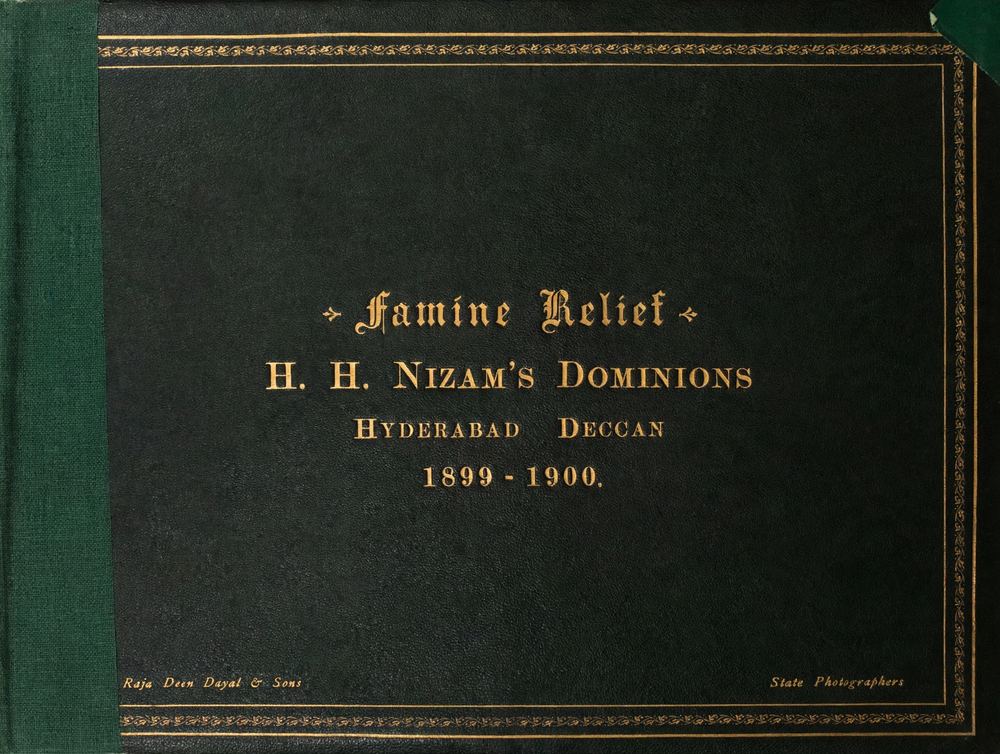 Famine Relief
H. H. NIZAM'S DOMINIONS
HYDERABAD DECCAN
1899 - 1900.
Raja Deen Dayal & Sons
State Photographers